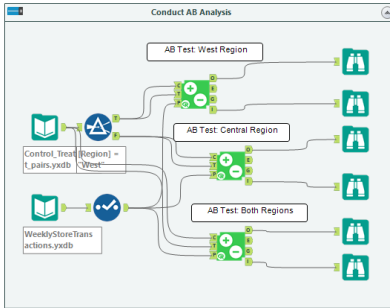 Conduct AB Analysis
AB Test: West Region
T
F
C
T
P
O
E
G
I
Control_Treat
t_pairs.yxdb
[Region] =
"West"
AB Test: Central Region
C
T
P
O
E
G
I
WeeklyStoreTrans
actions.yxdb
AB Test: Both Regions
C
T
P
O
E
G
I